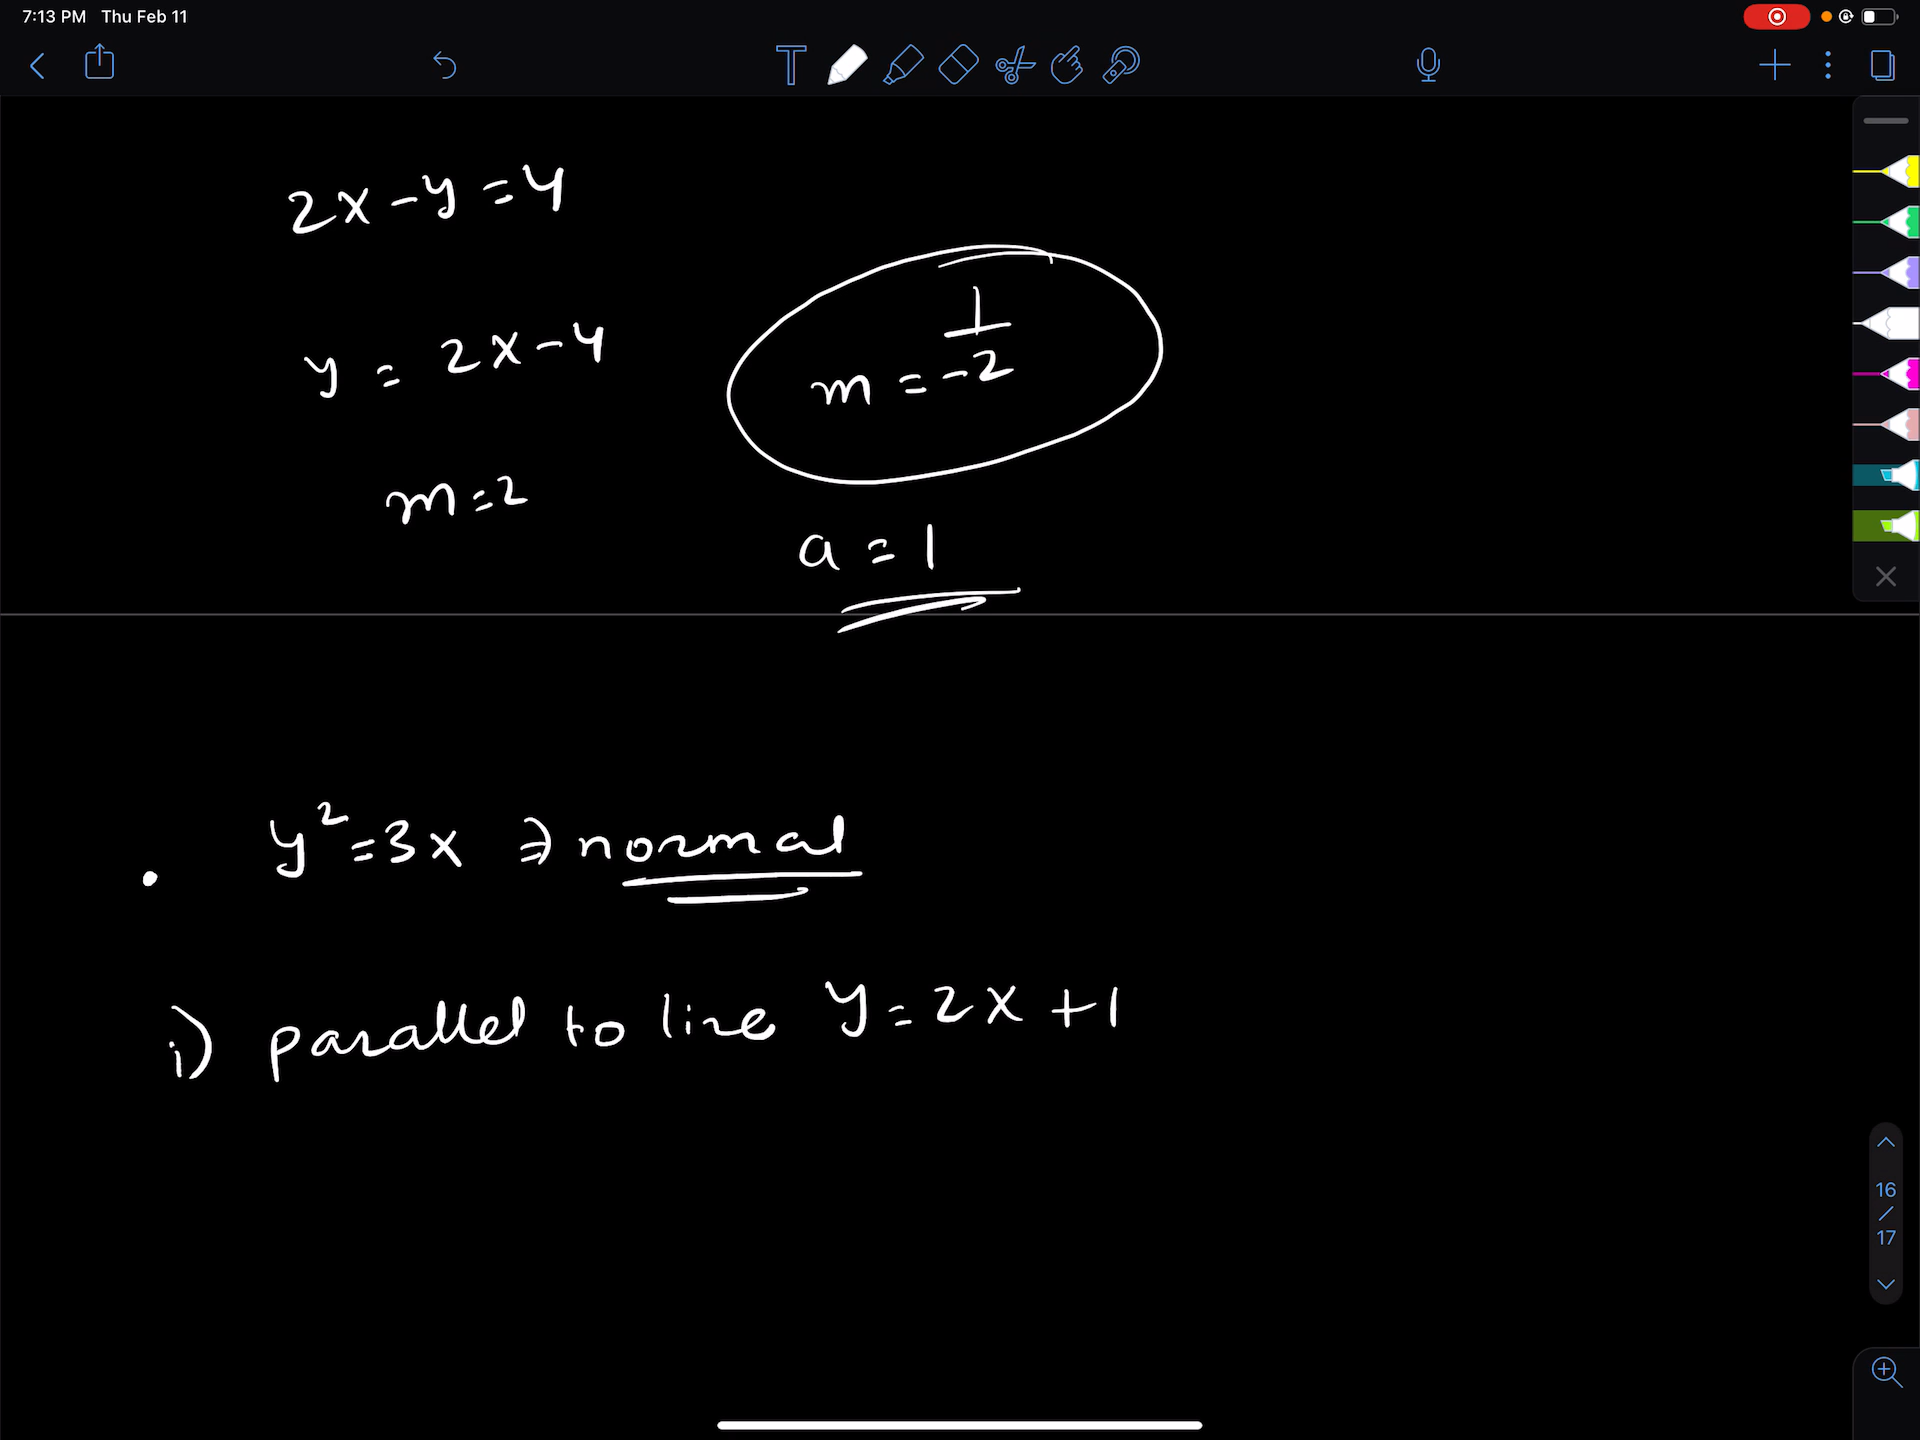 7:13 PM Thu Feb 11
2x-y=4
y = 2x-4
1
m = -2
m=2
a = 1
y²=3x ⇒ normal
i) parallel to line y=2x+1
16
/
17